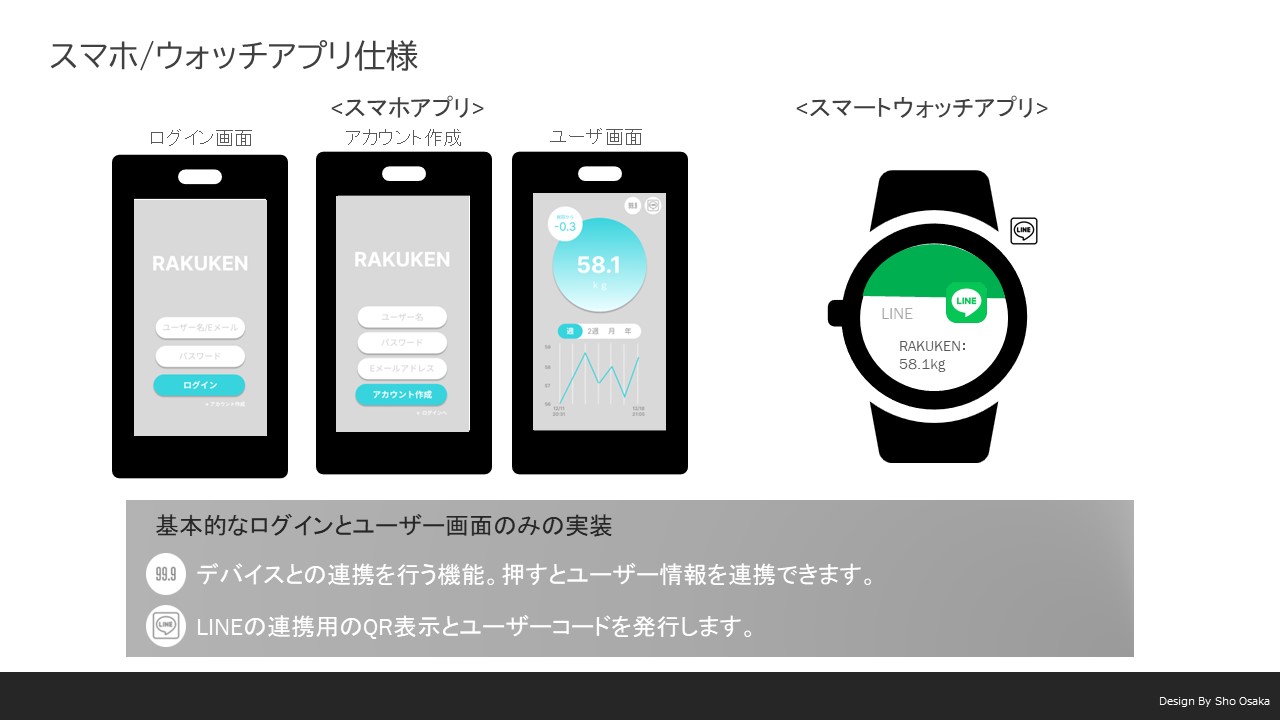 スマホ/ウォッチアプリ仕様
<スマホアプリ>
<スマートウォッチアプリ>
ログイン画面
アカウント作成
ユーザ画面
RAKUKEN
ユーザー名/Eメール
パスワード
ログイン
> アカウント作成
RAKUKEN
ユーザー名
パスワード
Eメールアドレス
アカウント作成
> ログインへ
-0.3
58.1
kg
週 2週 月 年
59
58
57
56
12/11
12/16
LINE
LINE
LINE
RAKUKEN:
58.1kg
基本的なログインとユーザー画面のみの実装
99.9 デバイスとの連携を行う機能。押すとユーザー情報を連携できます。
LINE LINEの連携用のQR表示とユーザーコードを発行します。
Design By Sho Osaka